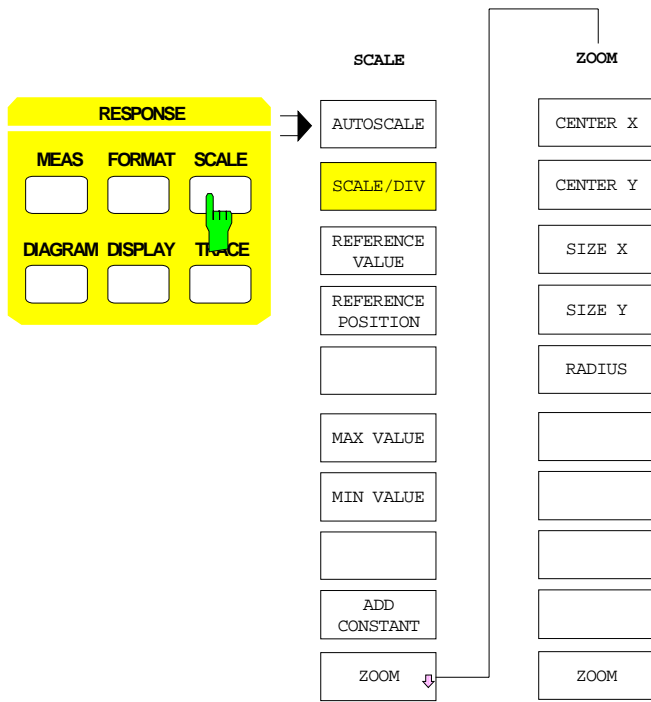 RESPONSE
MEAS FORMAT SCALE
DIAGRAM DISPLAY TRACE
SCALE
AUTOSCALE
SCALE/DIV
REFERENCE
VALUE
REFERENCE
POSITION
MAX VALUE
MIN VALUE
ADD
CONSTANT
ZOOM
ZOOM
CENTER X
CENTER Y
SIZE X
SIZE Y
RADIUS
ZOOM